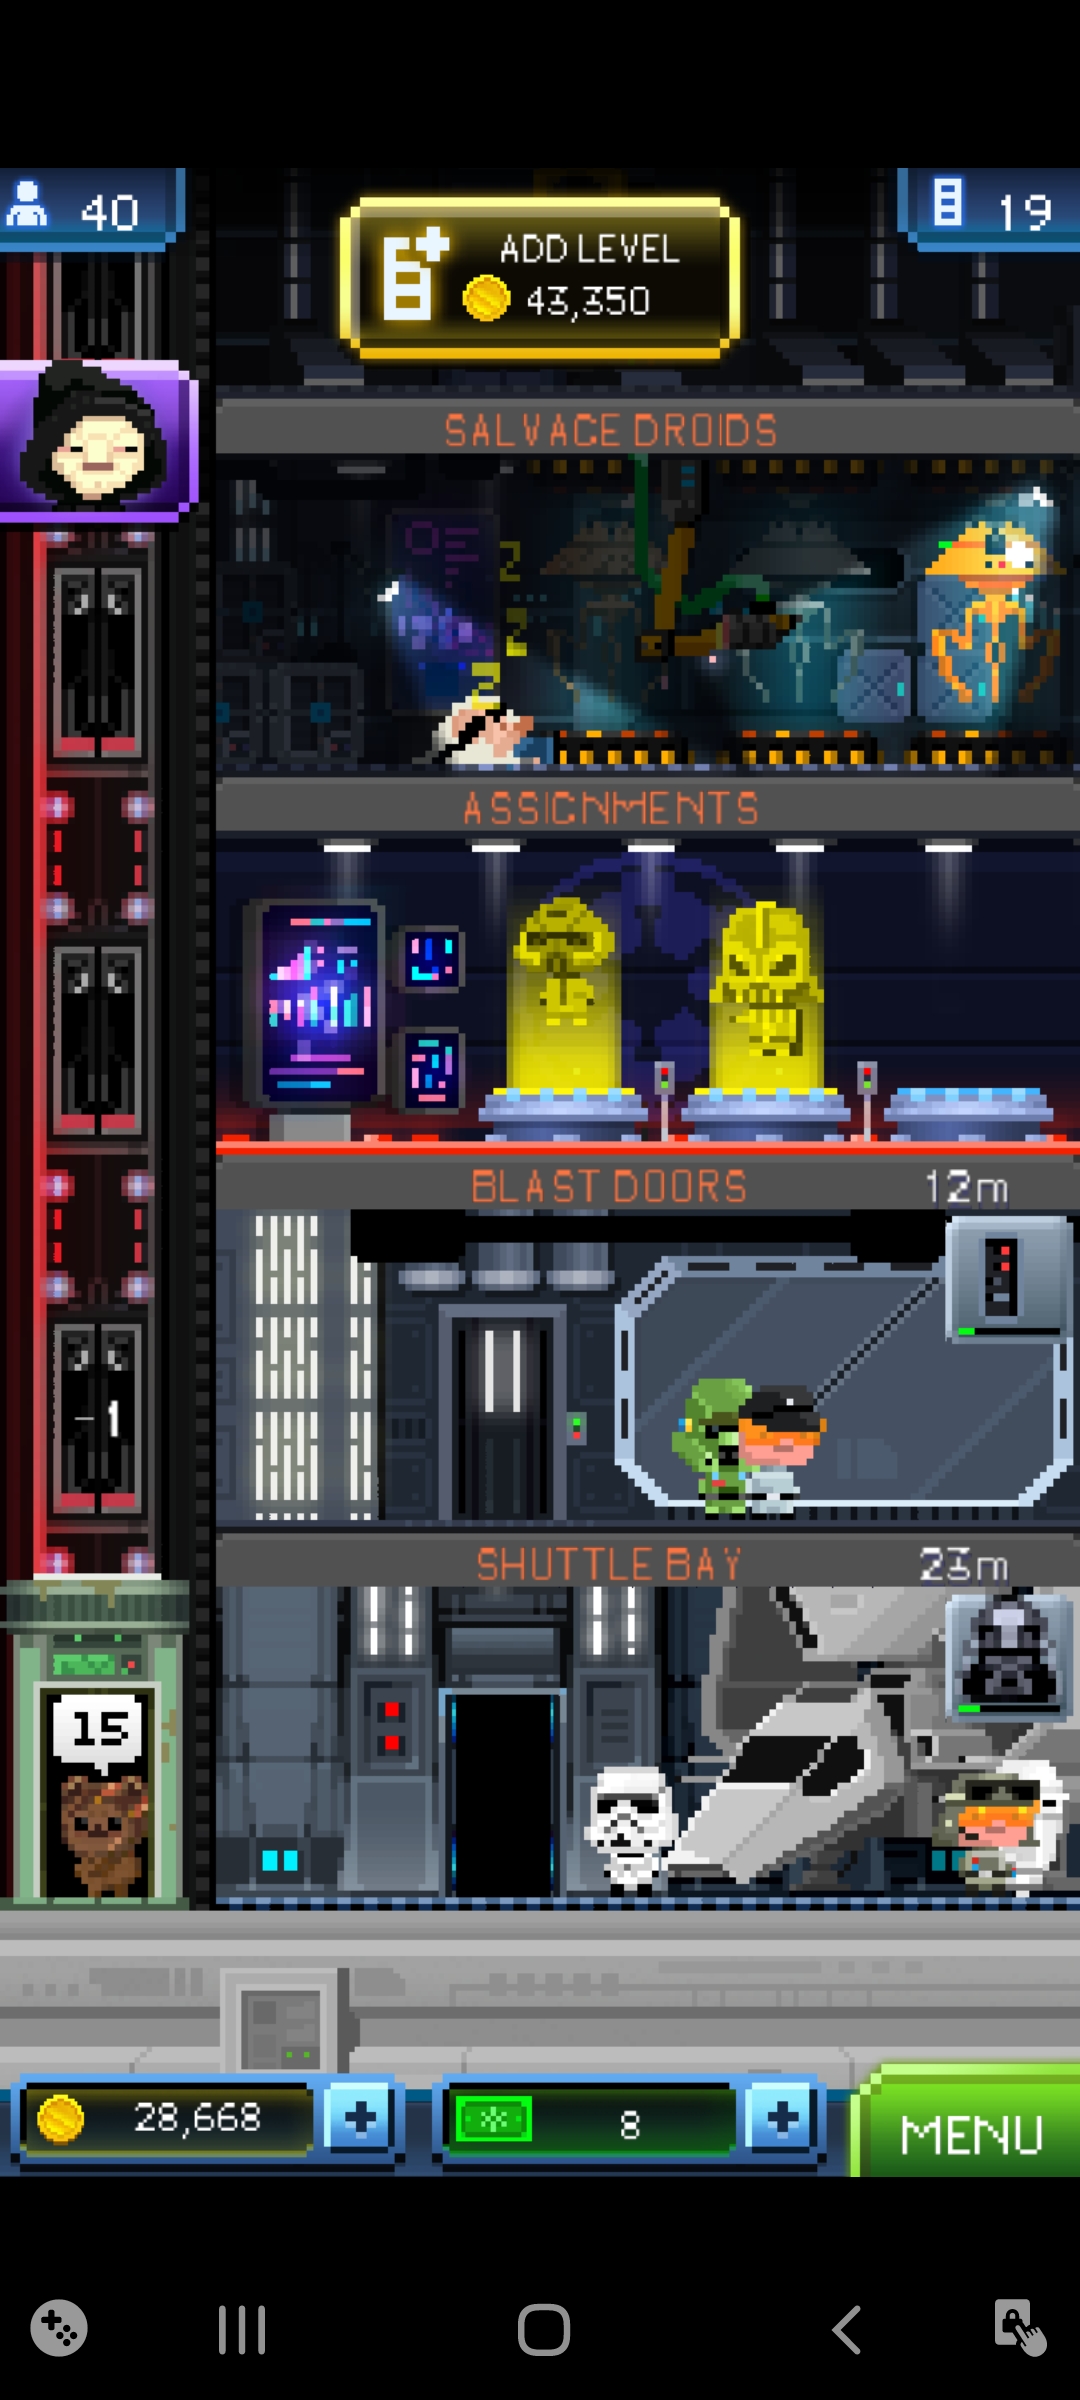 40
ADD LEVEL
43,350
19
SALVAGE DROIDS
ASSIGNMENTS
BLAST DOORS
12m
-1
SHUTTLE BAY
23m
15
28,668
8
MENU